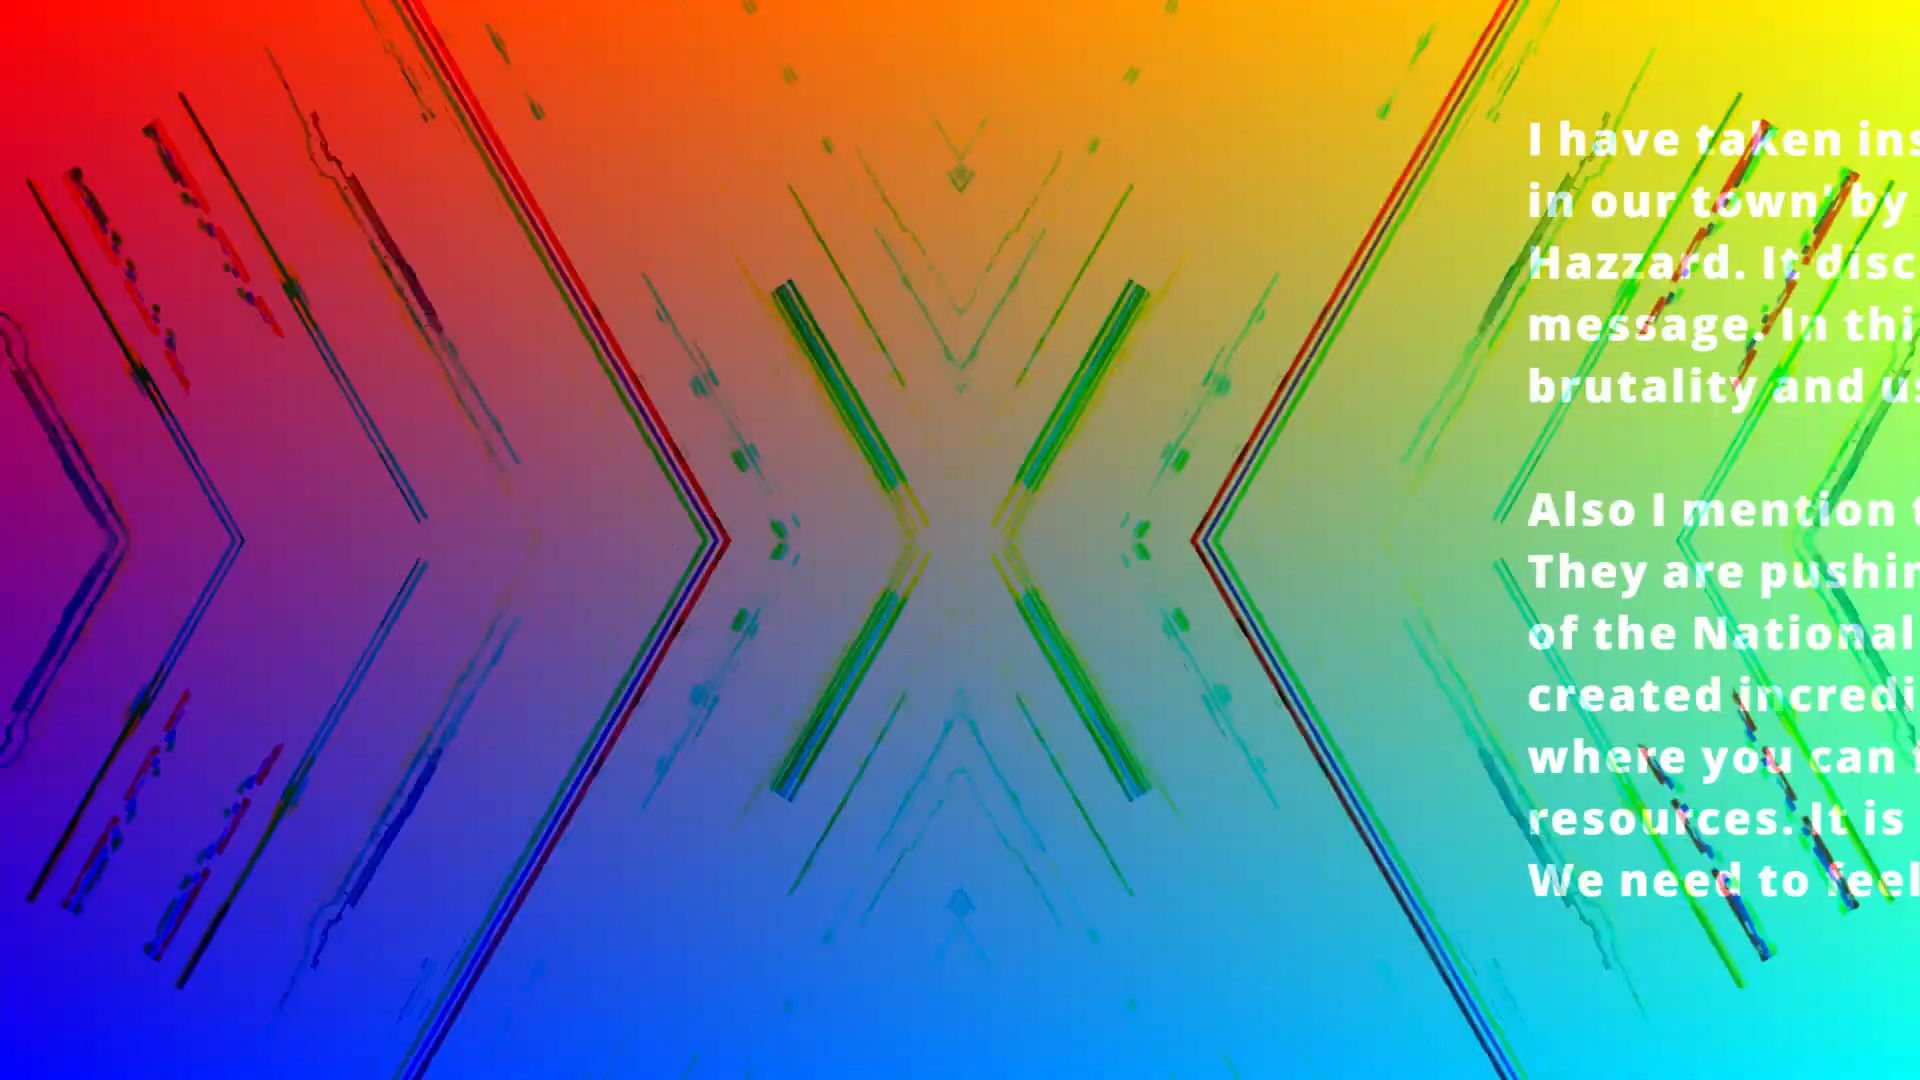 I have taken ins
in our town' by
Hazzard. It disc
message. In thi
brutality and us
Also I mention t
They are pushin
of the National
created incredi
where you can f
resources. It is
We need to feel